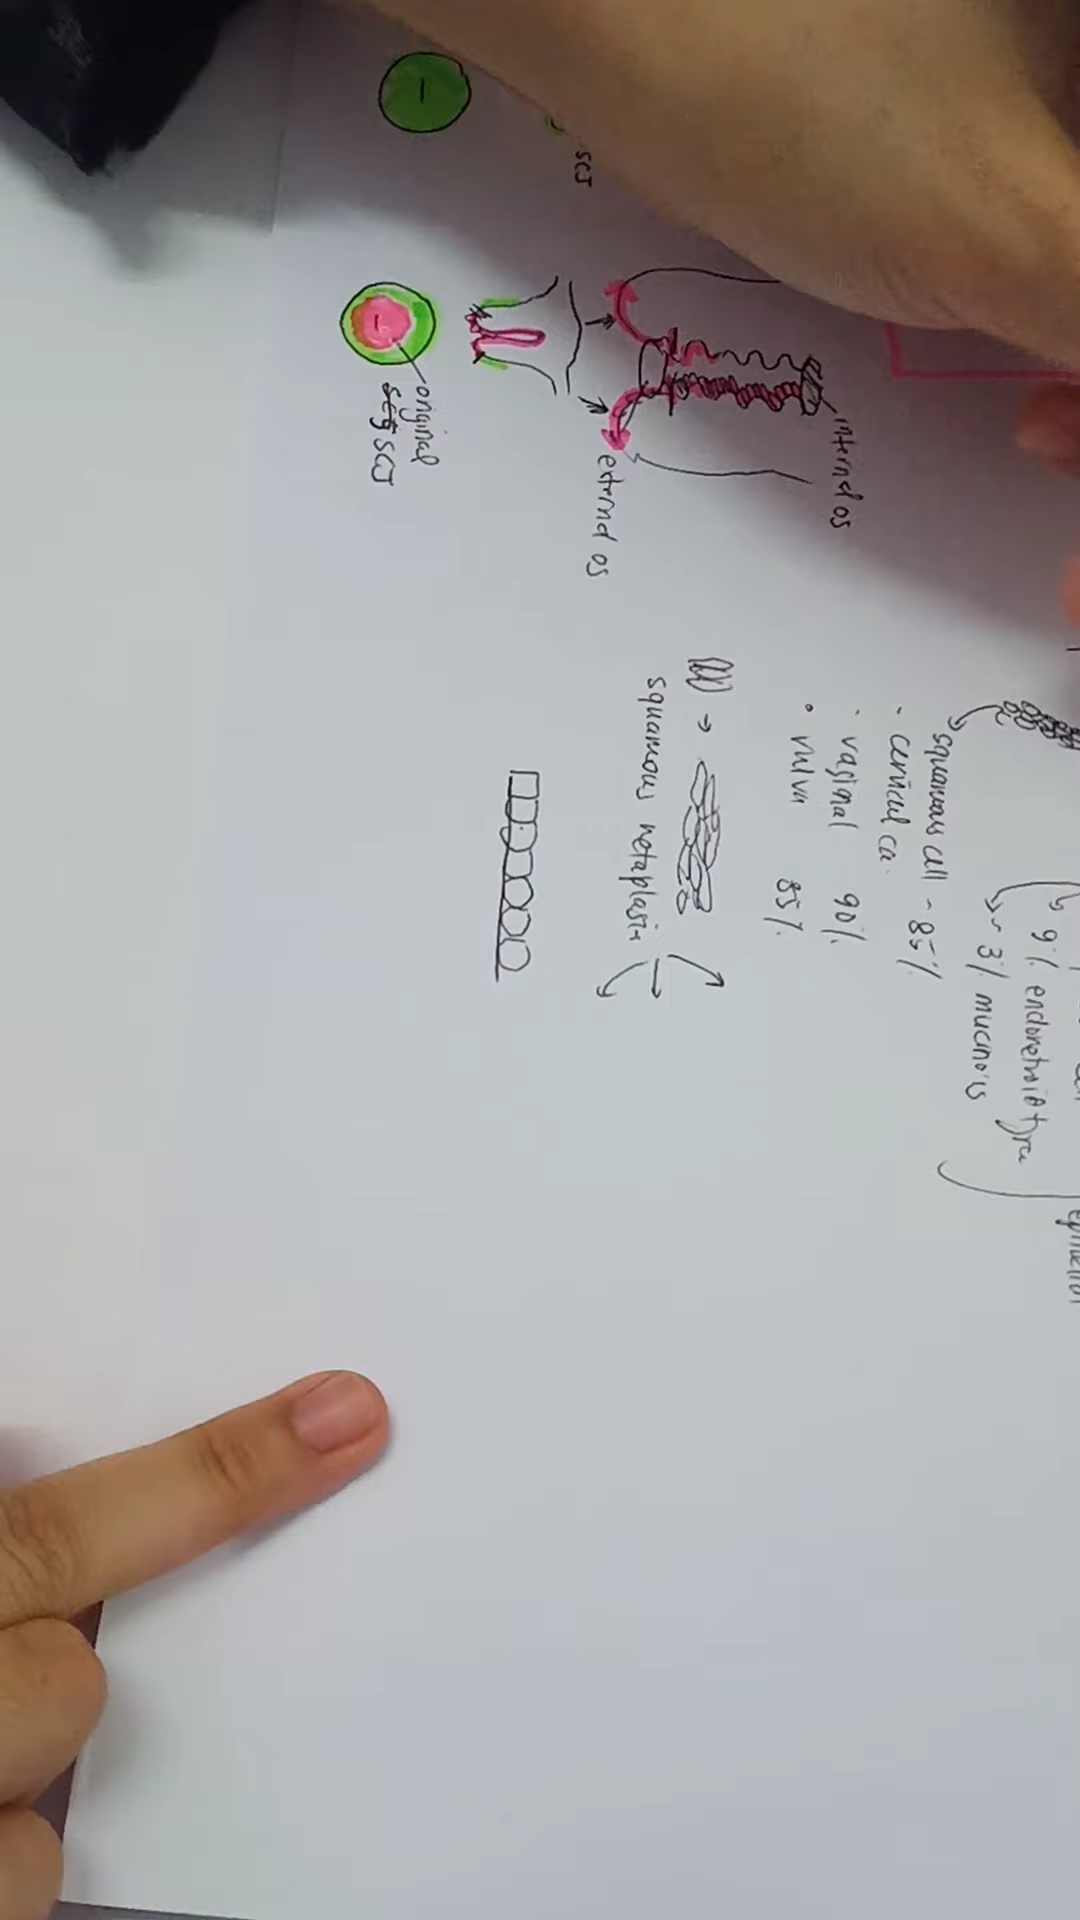 9% endometrioid type
3% mucinous
squamous cell - 85%
- cervical ca.
- vaginal 90%
• vulva 85%
internal os
external os
squamous metaplasia
SCJ
original
SCJ